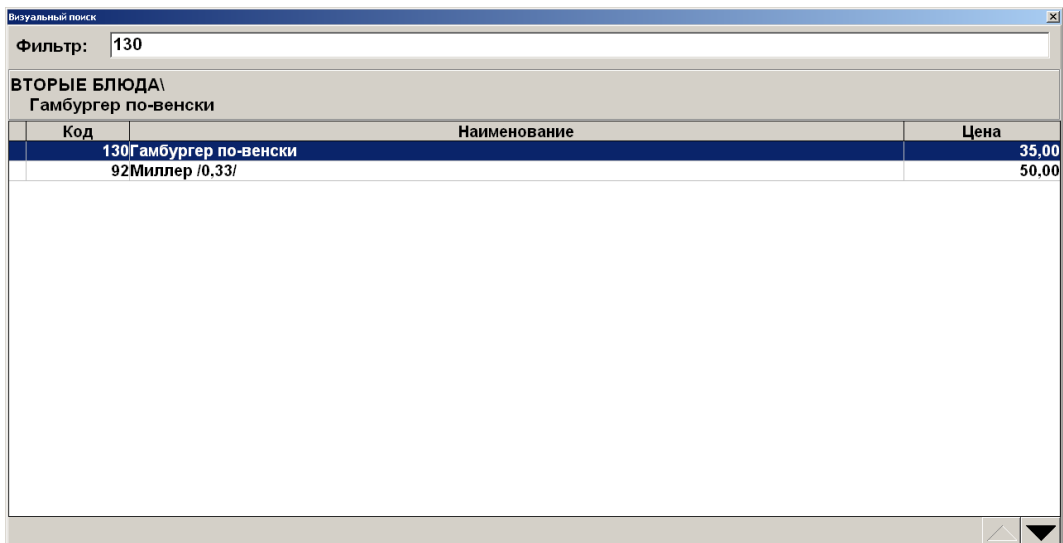 Визуальный поиск
Фильтр: 130
ВТОРЫЕ БЛЮДА\
Гамбургер по-венски
Код Наименование Цена
130 Гамбургер по-венски 35,00
92 Миллер /0,33/ 50,00